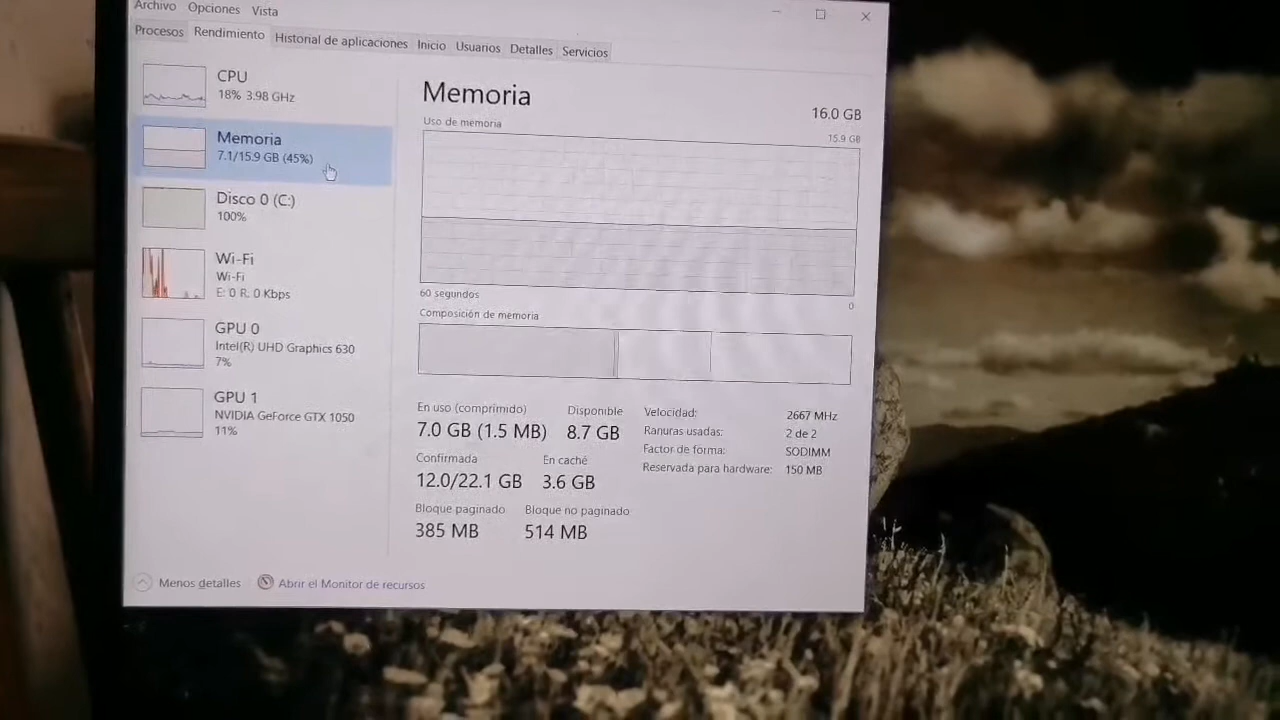 Archivo Opciones Vista
Procesos Rendimiento Historial de aplicaciones Inicio Usuarios Detalles Servicios
CPU
18% 3.98 GHz
Memoria
7.1/15.9 GB (45%)
Disco 0 (C:)
100%
Wi-Fi
Wi-Fi
E: 0 R: 0 Kbps
GPU 0
Intel(R) UHD Graphics 630
7%
GPU 1
NVIDIA GeForce GTX 1050
11%
Memoria 16.0 GB
Uso de memoria 15.9 GB
60 segundos 0
Composición de memoria
En uso (comprimido) Disponible
7.0 GB (1.5 MB) 8.7 GB
Confirmada En caché
12.0/22.1 GB 3.6 GB
Bloque paginado Bloque no paginado
385 MB 514 MB
Velocidad: 2667 MHz
Ranuras usadas: 2 de 2
Factor de forma: SODIMM
Reservada para hardware: 150 MB
Menos detalles Abrir el Monitor de recursos